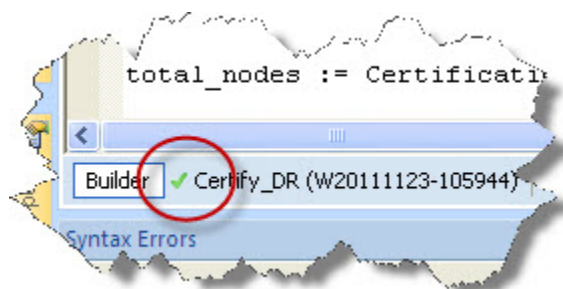 total_nodes := Certificati
Builder Certify_DR (W20111123-105944)
Syntax Errors